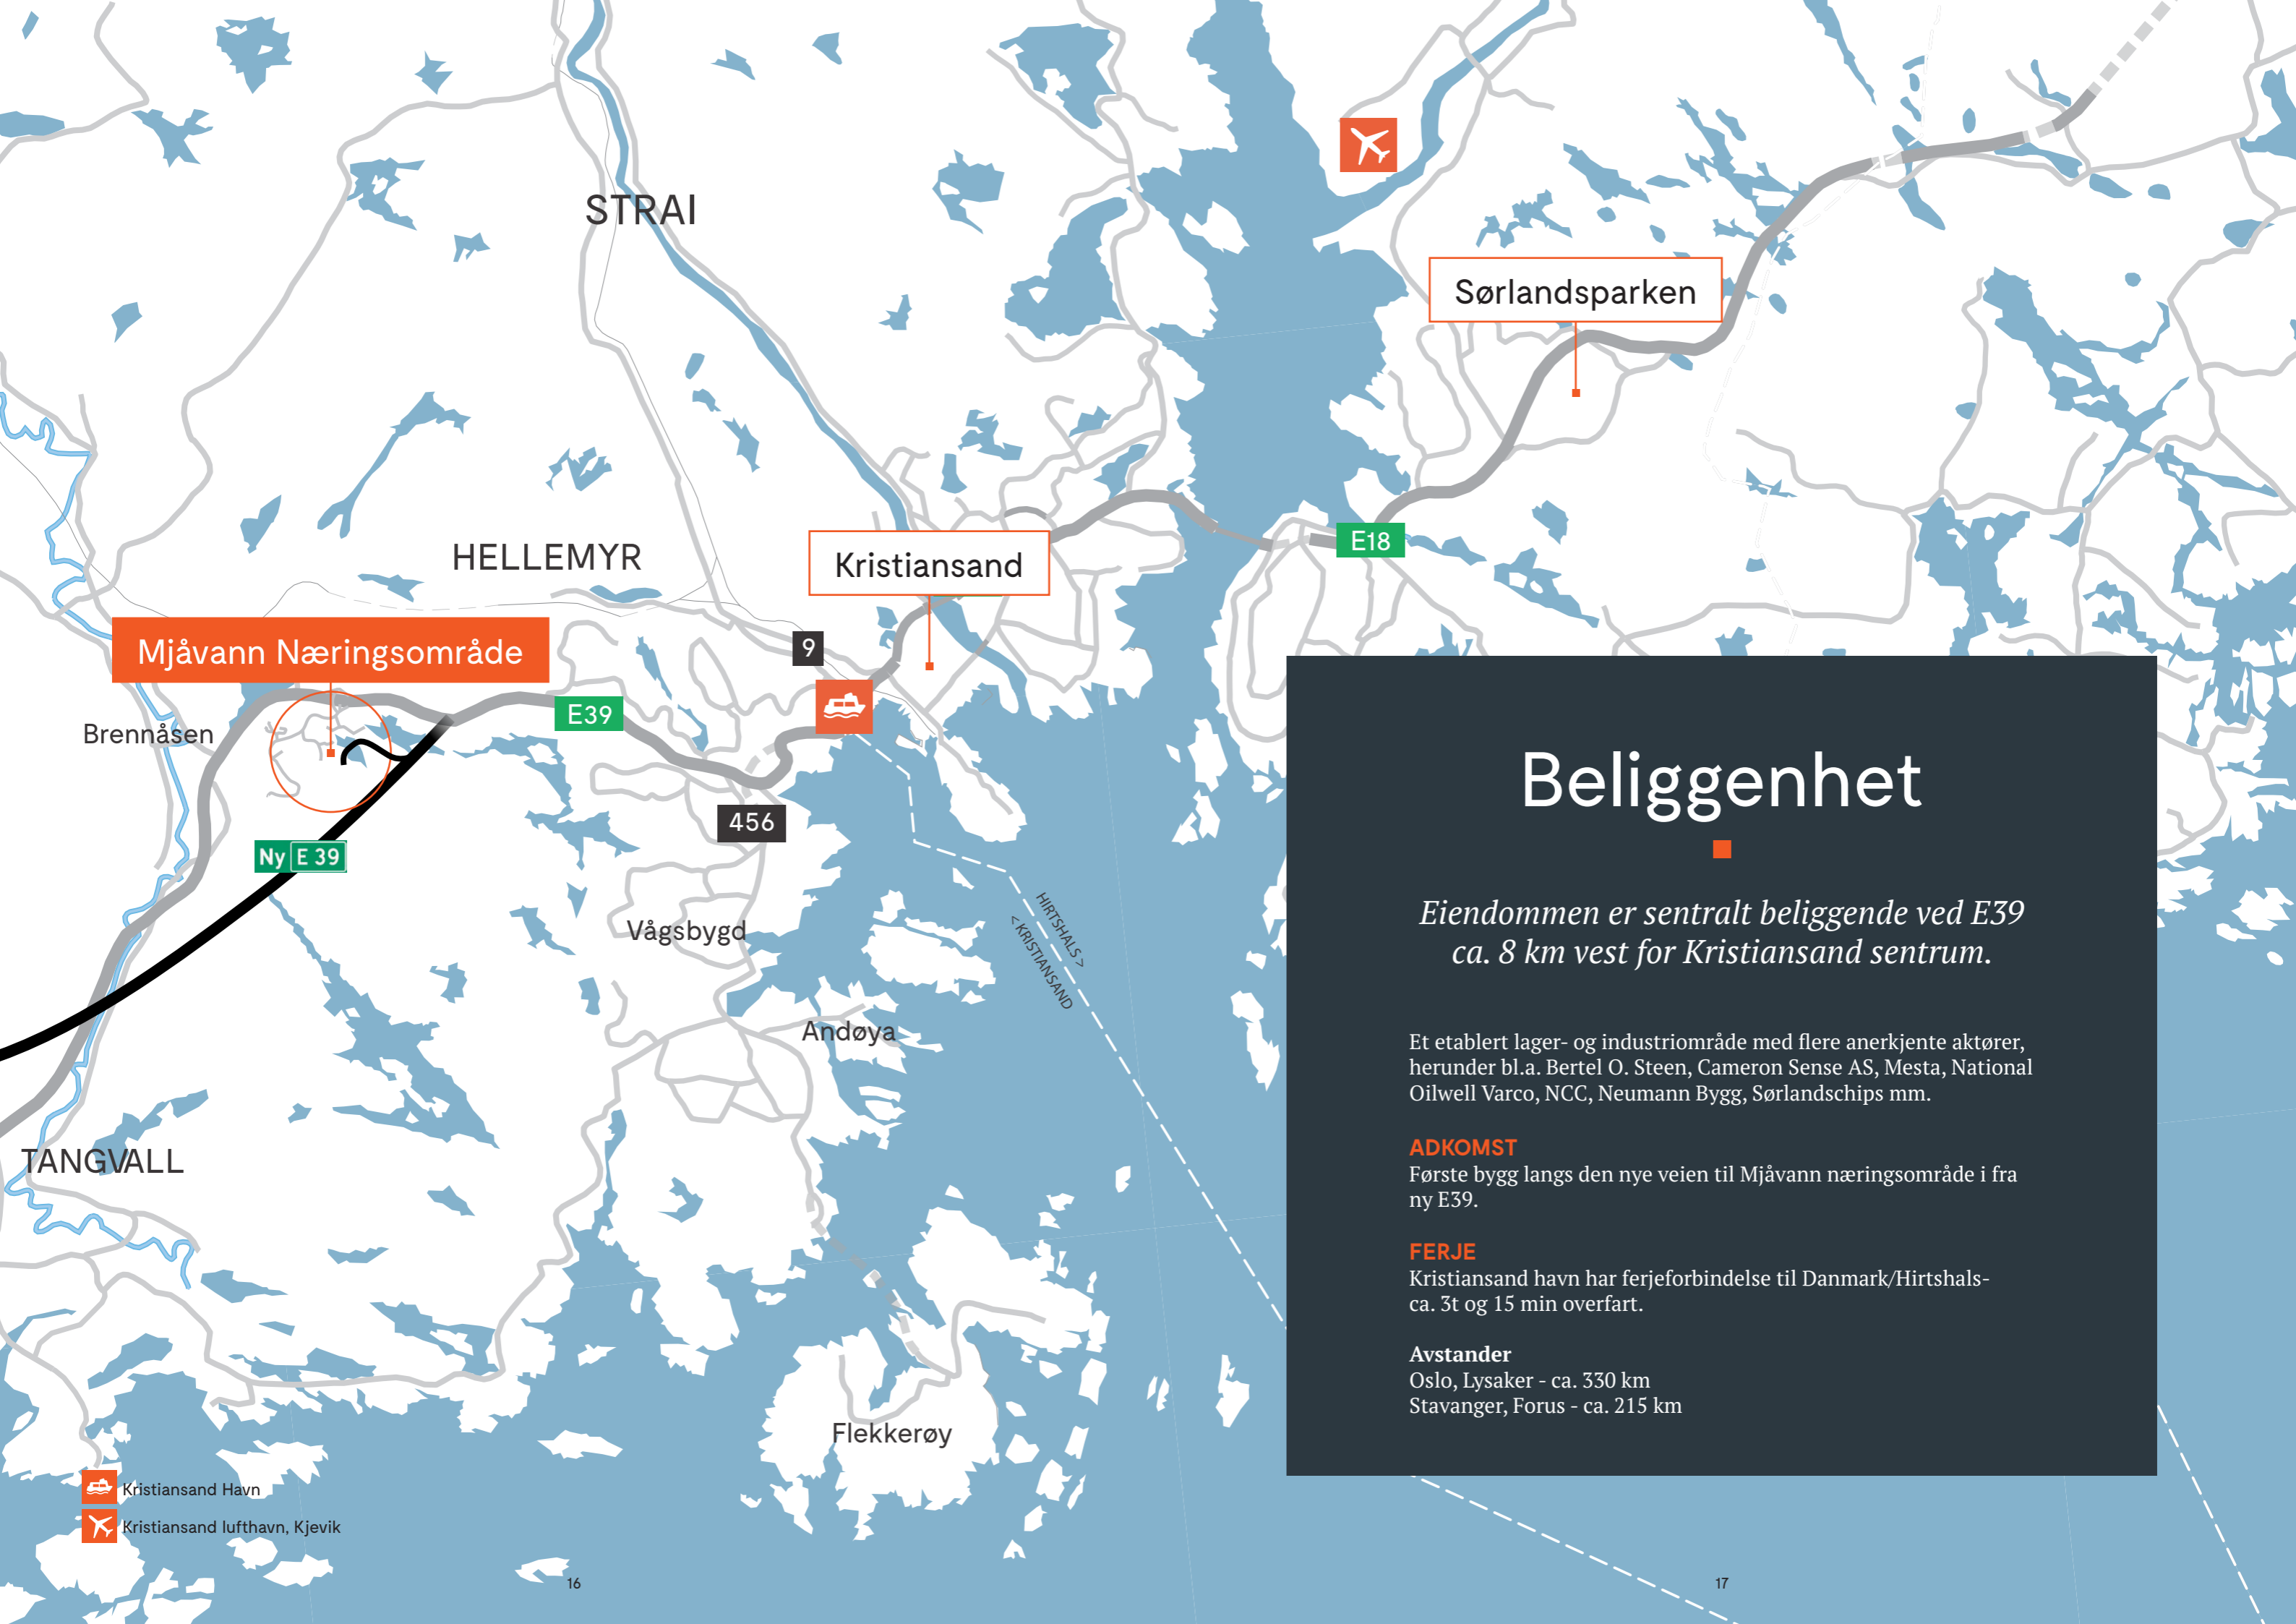 STRAI
Sørlandsparken
HELLEMYR
Kristiansand
E18
9
Mjåvann Næringsområde
E39
Brennåsen
456
Ny E 39
Vågsbygd
HIRTSHALS >
< KRISTIANSAND
Andøya
TANGVALL
Flekkerøy
Kristiansand Havn
Kristiansand lufthavn, Kjevik
16
Beliggenhet
Eiendommen er sentralt beliggende ved E39
ca. 8 km vest for Kristiansand sentrum.
Et etablert lager- og industriområde med flere anerkjente aktører,
herunder bl.a. Bertel O. Steen, Cameron Sense AS, Mesta, National
Oilwell Varco, NCC, Neumann Bygg, Sørlandschips mm.
ADKOMST
Første bygg langs den nye veien til Mjåvann næringsområde i fra
ny E39.
FERJE
Kristiansand havn har ferjeforbindelse til Danmark/Hirtshals-
ca. 3t og 15 min overfart.
Avstander
Oslo, Lysaker - ca. 330 km
Stavanger, Forus - ca. 215 km
17